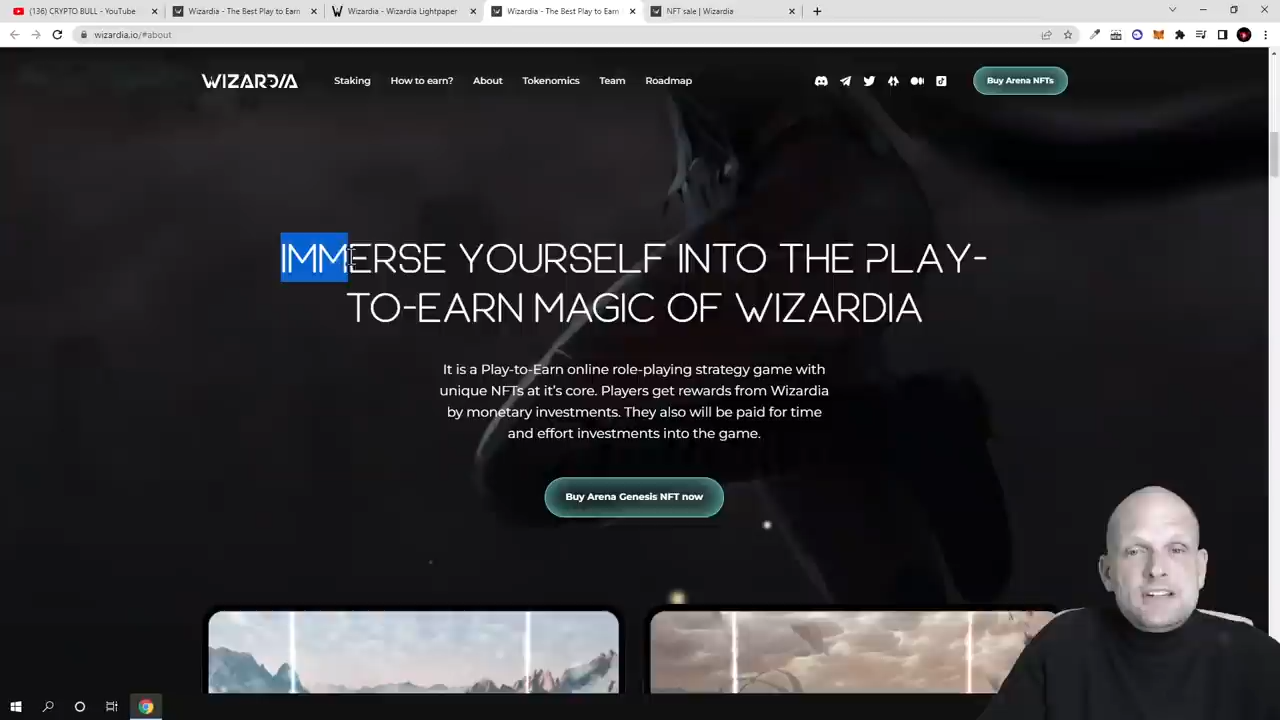 (136) CRYPTO BULL - YouTube
Wizardia - The Best Play to Earn
Wizardia - Wizardia Lightpaper
Wizardia - The Best Play to Earn
NFT sale | Wizardia
wizardia.io/#about
WIZARDIA
Staking
How to earn?
About
Tokenomics
Team
Roadmap
Buy Arena NFTs
IMMERSE YOURSELF INTO THE PLAY-
TO-EARN MAGIC OF WIZARDIA
It is a Play-to-Earn online role-playing strategy game with
unique NFTs at it's core. Players get rewards from Wizardia
by monetary investments. They also will be paid for time
and effort investments into the game.
Buy Arena Genesis NFT now